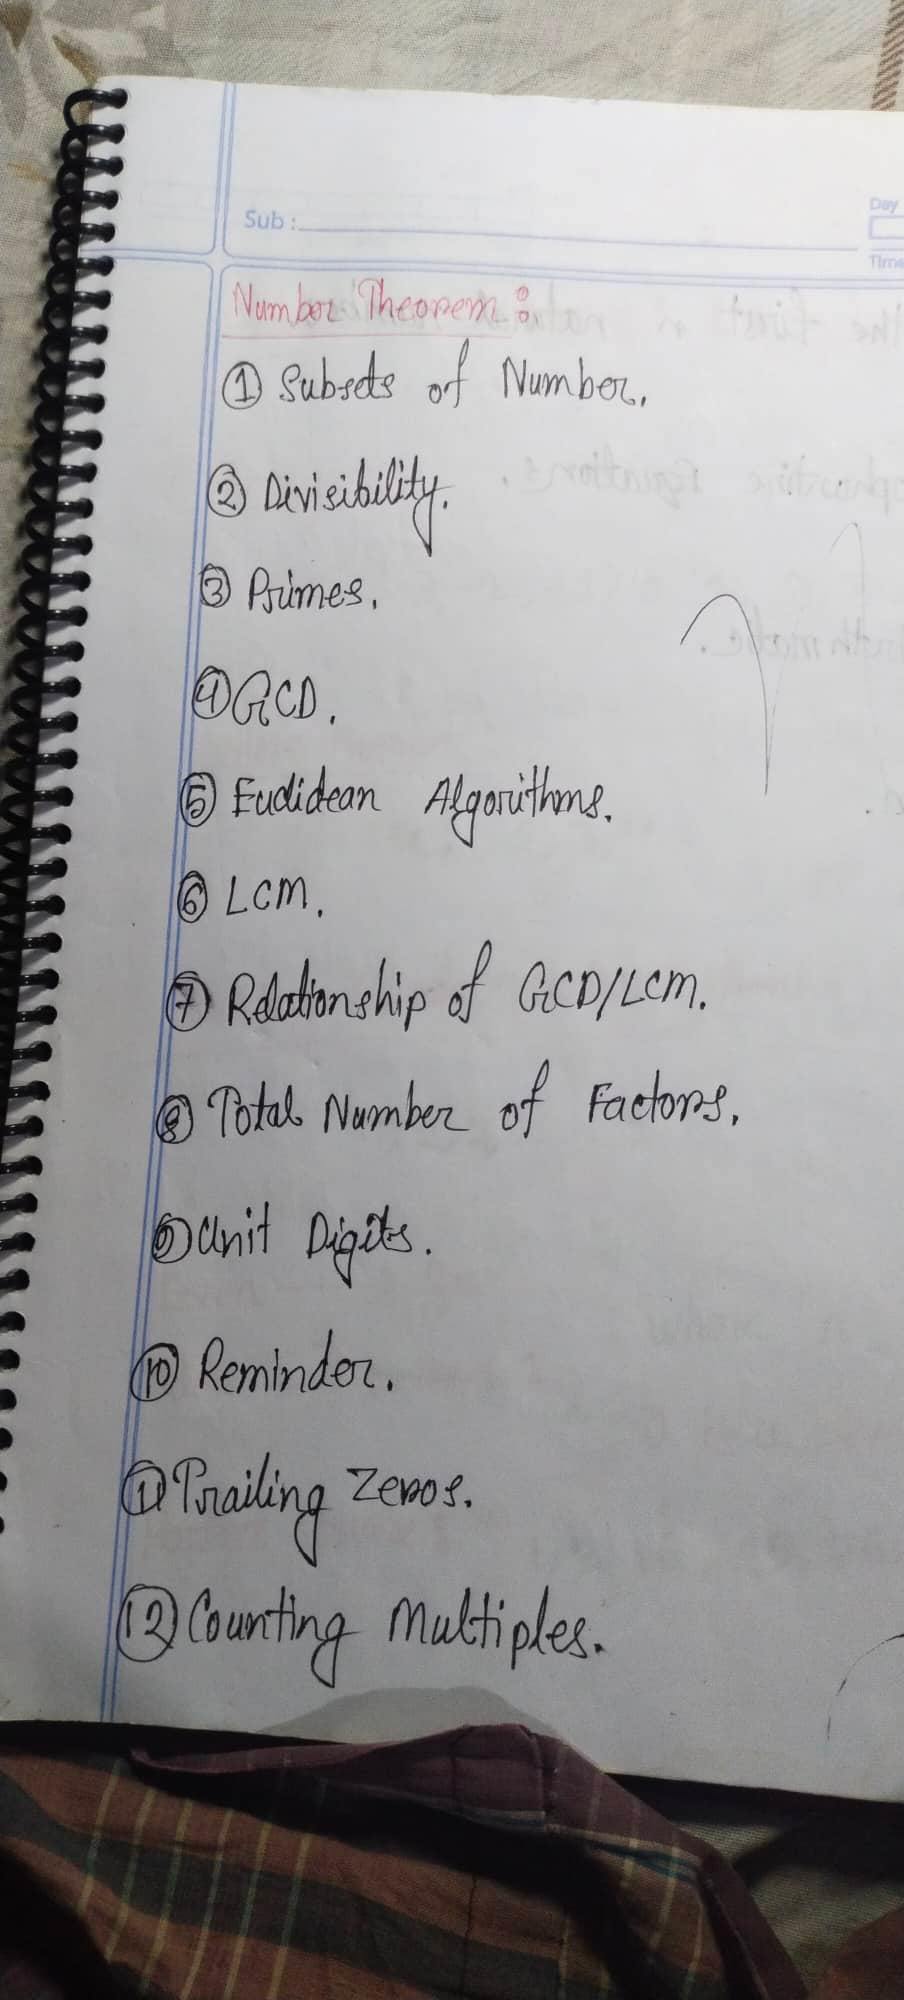 Sub :
Day
Time
Number Theorem :
① Subsets of Number.
② Divisibility.
③ Primes.
④ GCD.
⑤ Euclidean Algorithms.
⑥ LCM.
⑦ Relationship of GCD/LCM.
⑧ Total Number of Factors.
⑨ Unit Digits.
⑩ Reminder.
⑪ Trailing Zeros.
⑫ Counting Multiples.